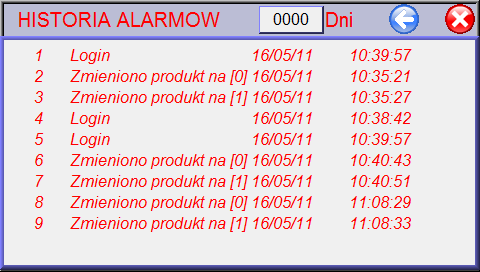 HISTORIA ALARMOW 0000 Dni
1 Login 16/05/11 10:39:57
2 Zmieniono produkt na [0] 16/05/11 10:35:21
3 Zmieniono produkt na [1] 16/05/11 10:35:27
4 Login 16/05/11 10:38:42
5 Login 16/05/11 10:39:57
6 Zmieniono produkt na [0] 16/05/11 10:40:43
7 Zmieniono produkt na [1] 16/05/11 10:40:51
8 Zmieniono produkt na [0] 16/05/11 11:08:29
9 Zmieniono produkt na [1] 16/05/11 11:08:33